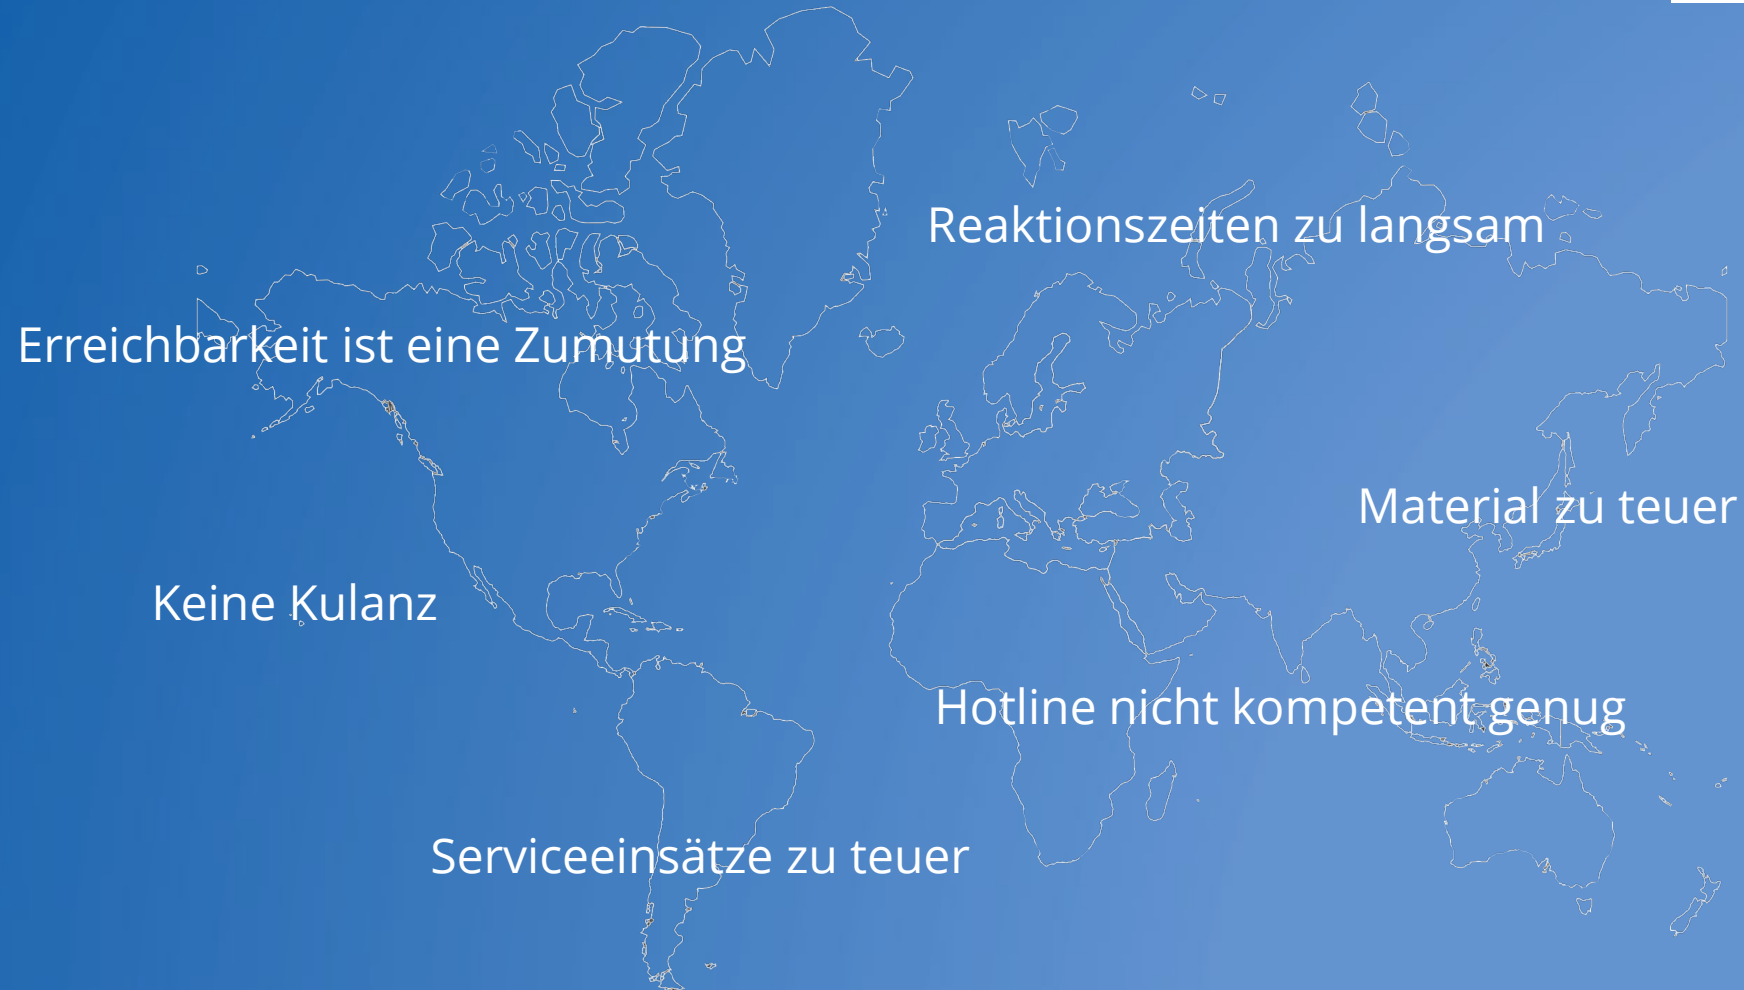 Reaktionszeiten zu langsam
Erreichbarkeit ist eine Zumutung
Material zu teuer
Keine Kulanz
Hotline nicht kompetent genug
Serviceeinsätze zu teuer